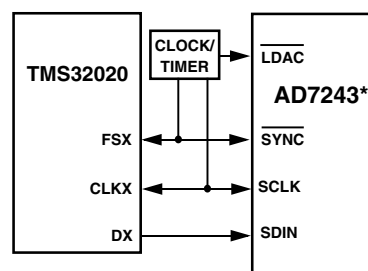 CLOCK/
TIMER
TMS32020
LDAC
AD7243*
FSX
SYNC
CLKX
SCLK
DX
SDIN